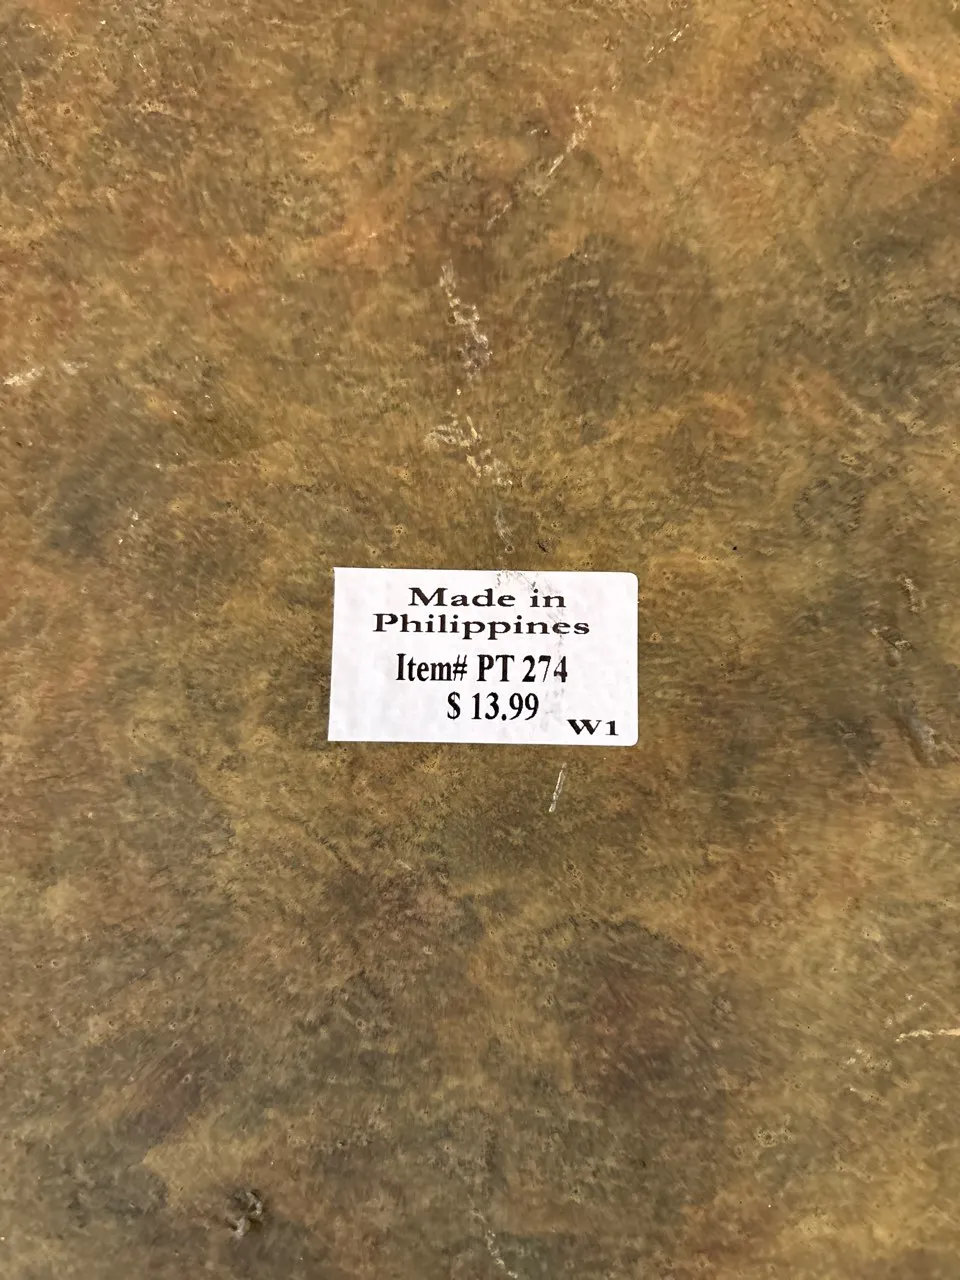 Made in
Philippines
Item# PT 274
$ 13.99
W1